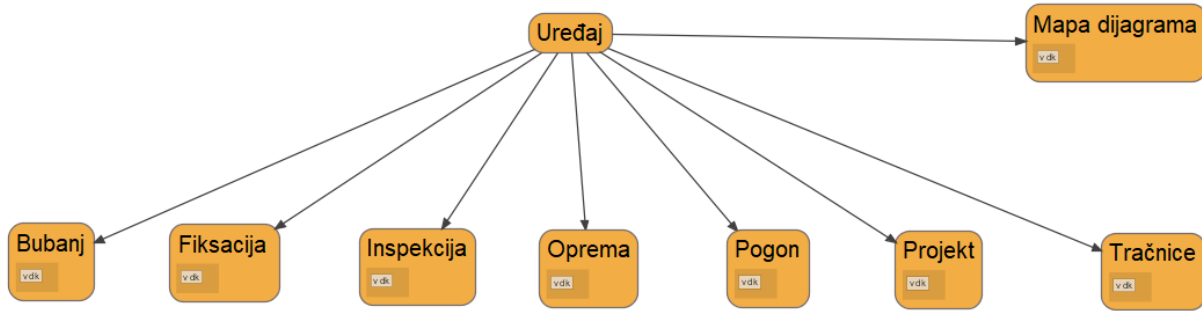 Uređaj
Mapa dijagrama
vdk
Bubanj
vdk
Fiksacija
vdk
Inspekcija
vdk
Oprema
vdk
Pogon
vdk
Projekt
vdk
Tračnice
vdk